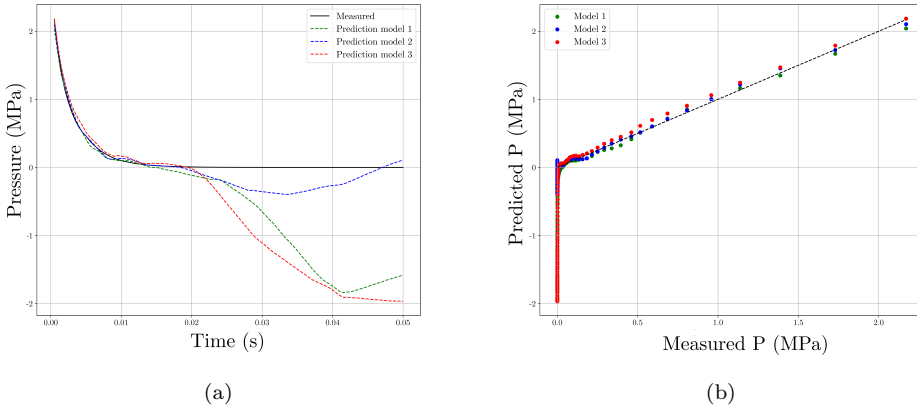 Measured
Prediction model 1
Prediction model 2
Prediction model 3
2
1
0
-1
-2
Pressure (MPa)
0.00
0.01
0.02
0.03
0.04
0.05
Time (s)
(a)
Model 1
Model 2
Model 3
2
1
0
-1
-2
Predicted P (MPa)
0.0
0.5
1.0
1.5
2.0
Measured P (MPa)
(b)